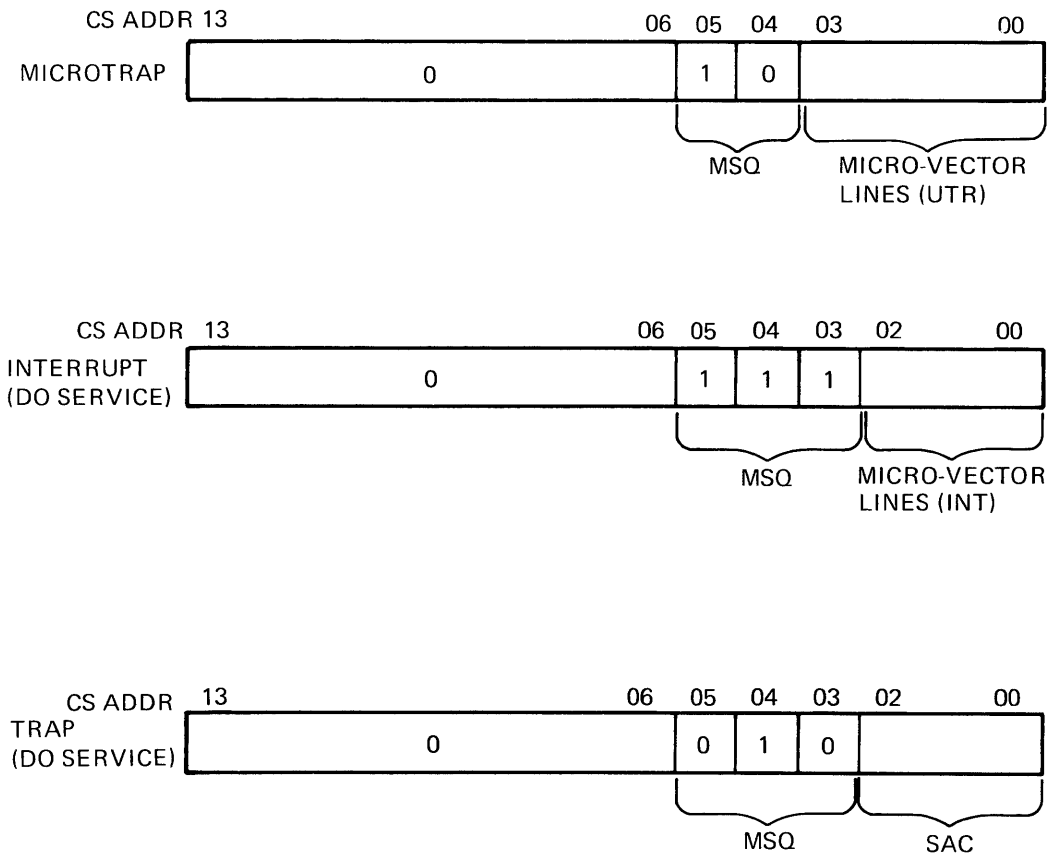 CS ADDR 13 06 05 04 03 00
MICROTRAP 0 1 0
MSQ MICRO-VECTOR
LINES (UTR)
CS ADDR 13 06 05 04 03 02 00
INTERRUPT
(DO SERVICE) 0 1 1 1
MSQ MICRO-VECTOR
LINES (INT)
CS ADDR 13 06 05 04 03 02 00
TRAP
(DO SERVICE) 0 0 1 0
MSQ SAC